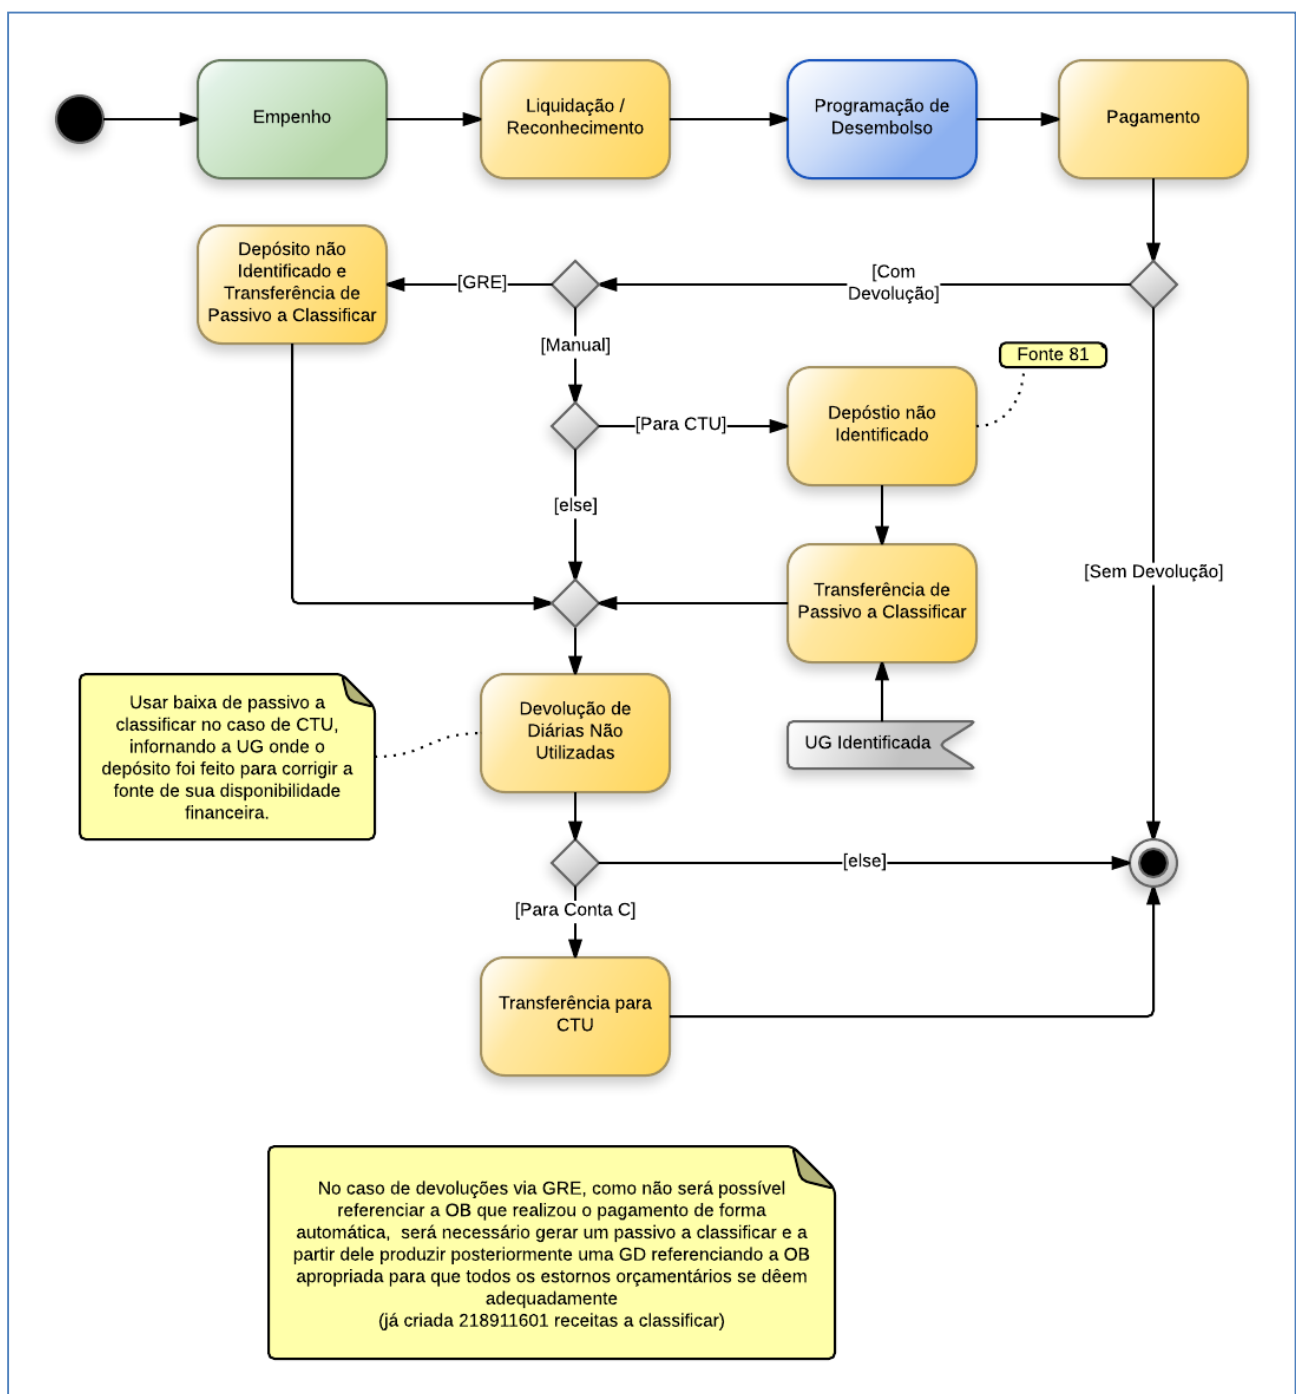 Empenho
Liquidação /
Reconhecimento
Programação de
Desembolso
Pagamento
Depósito não
Identificado e
Transferência de
Passivo a Classificar
[GRE]
[Com
Devolução]
[Manual]
Fonte 81
[Para CTU]
Depóstio não
Identificado
[else]
[Sem Devolução]
Transferência de
Passivo a Classificar
Usar baixa de passivo a
classificar no caso de CTU,
infornando a UG onde o
depósito foi feito para corrigir a
fonte de sua disponibilidade
financeira.
Devolução de
Diárias Não
Utilizadas
UG Identificada
[else]
[Para Conta C]
Transferência para
CTU
No caso de devoluções via GRE, como não será possível
referenciar a OB que realizou o pagamento de forma
automática,  será necessário gerar um passivo a classificar e a
partir dele produzir posteriormente uma GD referenciando a OB
apropriada para que todos os estornos orçamentários se dêem
adequadamente
(já criada 218911601 receitas a classificar)